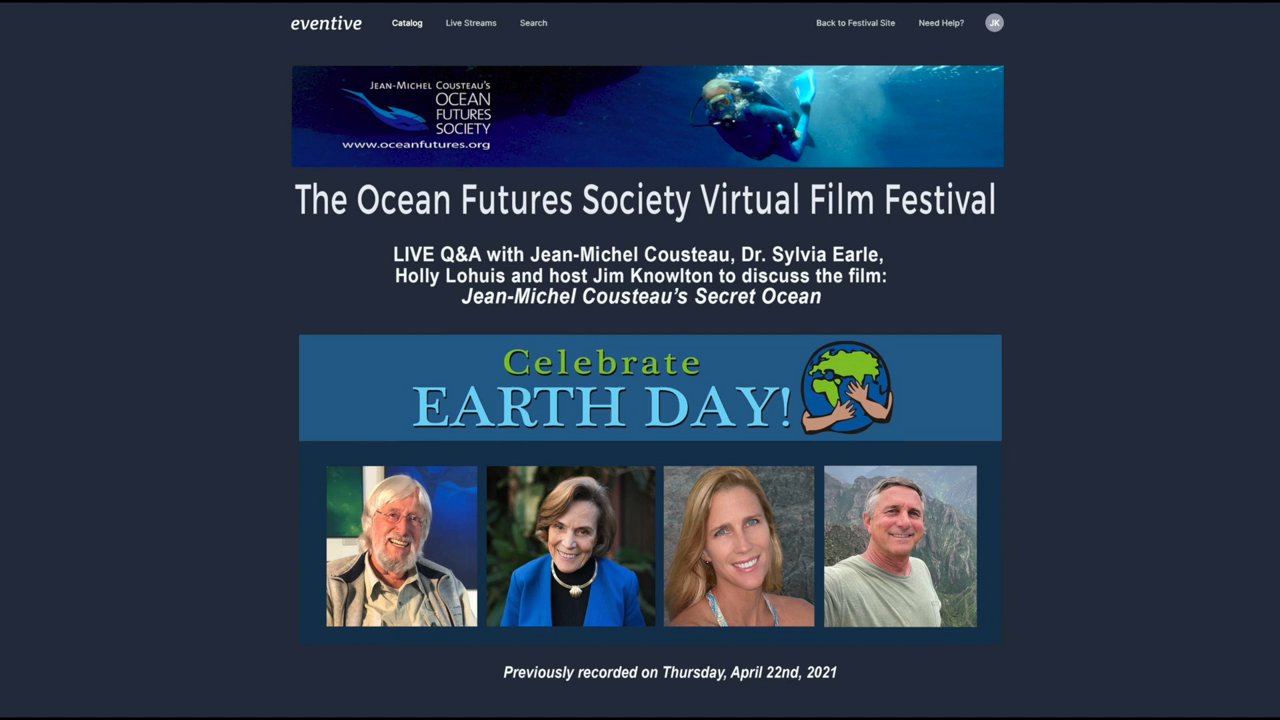 eventive Catalog Live Streams Search Back to Festival Site Need Help? JK
JEAN-MICHEL COUSTEAU'S
OCEAN
FUTURES
SOCIETY
www.oceanfutures.org
The Ocean Futures Society Virtual Film Festival
LIVE Q&A with Jean-Michel Cousteau, Dr. Sylvia Earle,
Holly Lohuis and host Jim Knowlton to discuss the film:
Jean-Michel Cousteau’s Secret Ocean
Celebrate
EARTH DAY!
Previously recorded on Thursday, April 22nd, 2021